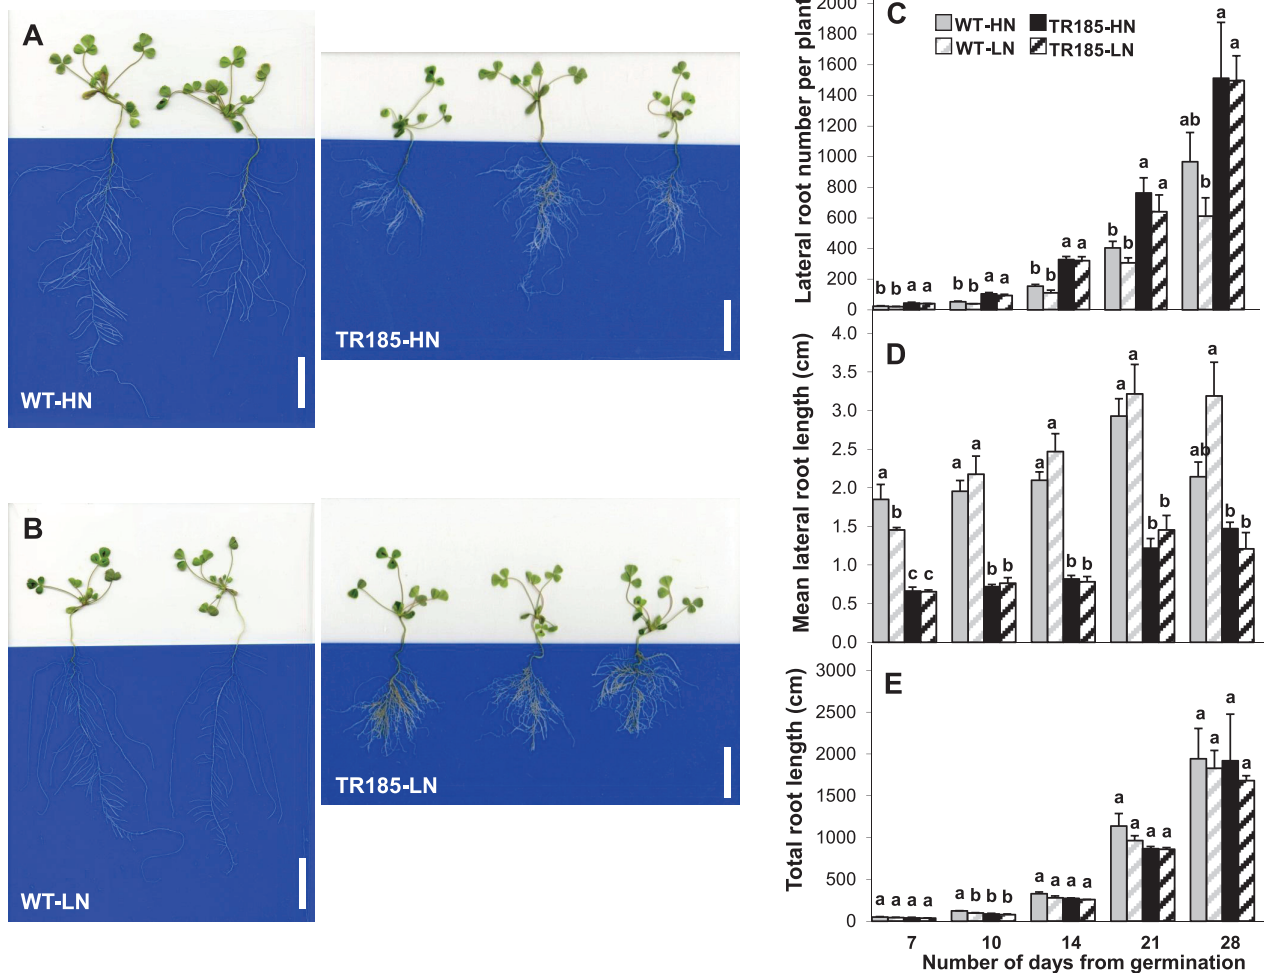 A
WT-HN
TR185-HN
B
WT-LN
TR185-LN
C
WT-HN TR185-HN
WT-LN TR185-LN
Lateral root number per plant
2000
1800
1600
1400
1200
1000
800
600
400
200
0
b b a a
b b a a
b b a a
b b a a
ab b a a
D
Mean lateral root length (cm)
4.0
3.5
3.0
2.5
2.0
1.5
1.0
0.5
0.0
a b c c
a a b b
a a b b
a a b b
ab a b b
E
Total root length (cm)
3000
2500
2000
1500
1000
500
0
a a a a
a b b b
a a a a
a a a a
a a a a
7 10 14 21 28
Number of days from germination